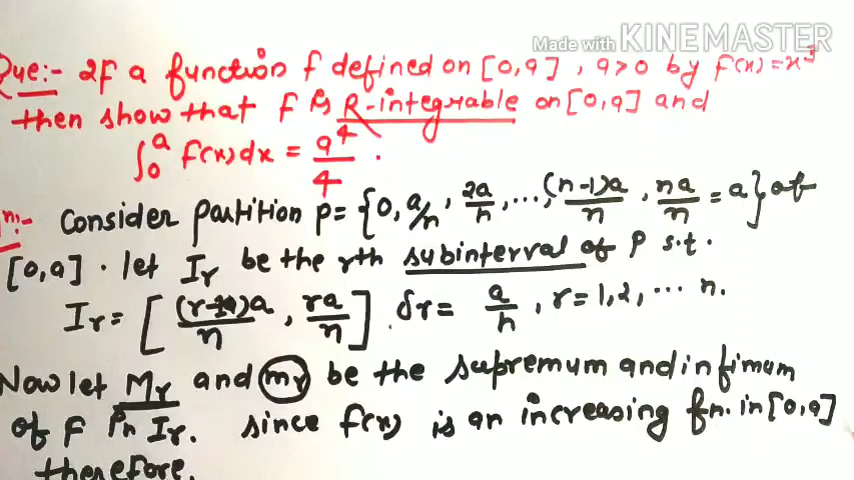 Made with KINEMASTER
Que:- If a function f defined on [0,a], a>0 by f(x)=x³
then show that f is R-integrable on [0,a] and
∫₀ᵃ f(x)dx = a⁴/4 .
n:- Consider partition P= {0, a/n, 2a/n, ..., (n-1)a/n, na/n = a} of
[0,a]. let Ir be the rth subinterval of P s.t.
Ir = [(r-1)a/n, ra/n] δr = a/n, r=1,2, ... n.
Now let Mr and mr be the supremum and infimum
of f in Ir. Since f(x) is an increasing fn. in [0,a]
therefore,